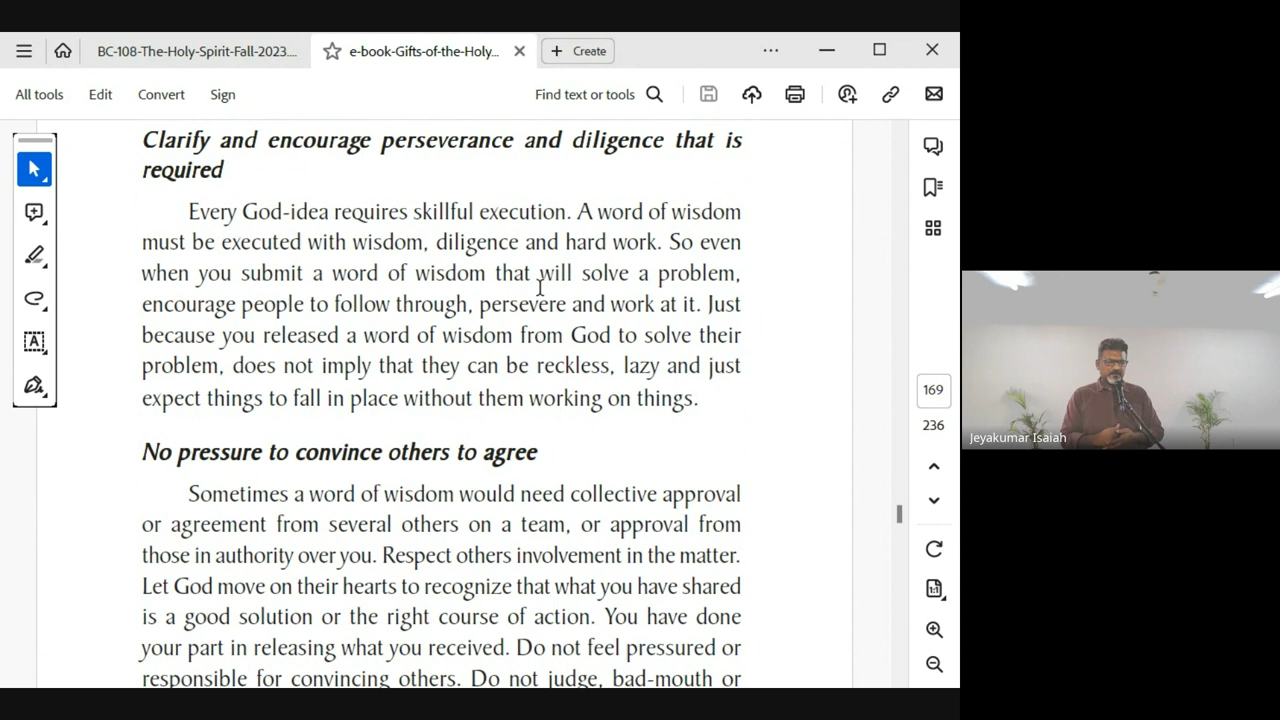 BC-108-The-Holy-Spirit-Fall-2023....
e-book-Gifts-of-the-Holy...
Create
All tools
Edit
Convert
Sign
Find text or tools
Clarify and encourage perseverance and diligence that is
required
Every God-idea requires skillful execution. A word of wisdom
must be executed with wisdom, diligence and hard work. So even
when you submit a word of wisdom that will solve a problem,
encourage people to follow through, persevere and work at it. Just
because you released a word of wisdom from God to solve their
problem, does not imply that they can be reckless, lazy and just
expect things to fall in place without them working on things.
No pressure to convince others to agree
Sometimes a word of wisdom would need collective approval
or agreement from several others on a team, or approval from
those in authority over you. Respect others involvement in the matter.
Let God move on their hearts to recognize that what you have shared
is a good solution or the right course of action. You have done
your part in releasing what you received. Do not feel pressured or
responsible for convincing others. Do not judge, bad-mouth or
169
236
1:1
Jeyakumar Isaiah